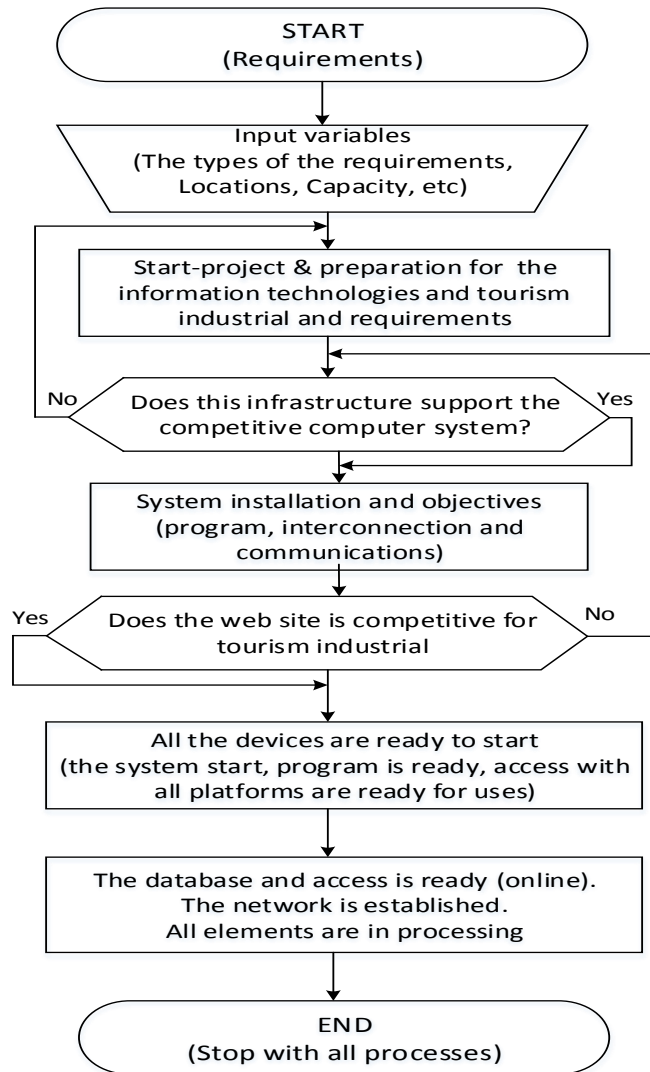 START
(Requirements)
Input variables
(The types of the requirements,
Locations, Capacity, etc)
Start-project & preparation for the
information technologies and tourism
industrial and requirements
No
Does this infrastructure support the
competitive computer system?
Yes
System installation and objectives
(program, interconnection and
communications)
Yes
Does the web site is competitive for
tourism industrial
No
All the devices are ready to start
(the system start, program is ready, access with
all platforms are ready for uses)
The database and access is ready (online).
The network is established.
All elements are in processing
END
(Stop with all processes)